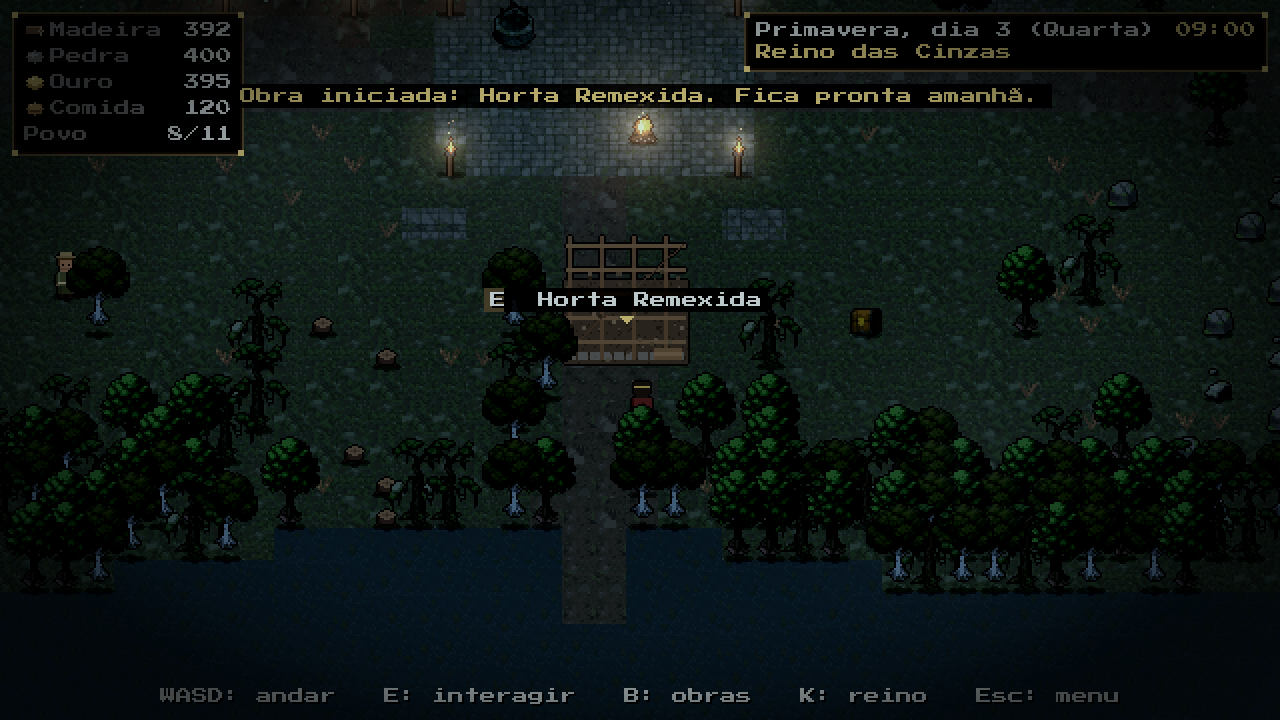 Madeira 392
Pedra 400
Ouro 395
Comida 120
Povo 8/11
Primavera, dia 3 (Quarta) 09:00
Reino das Cinzas
Obra iniciada: Horta Remexida. Fica pronta amanhã.
E Horta Remexida
WASD: andar E: interagir B: obras K: reino Esc: menu